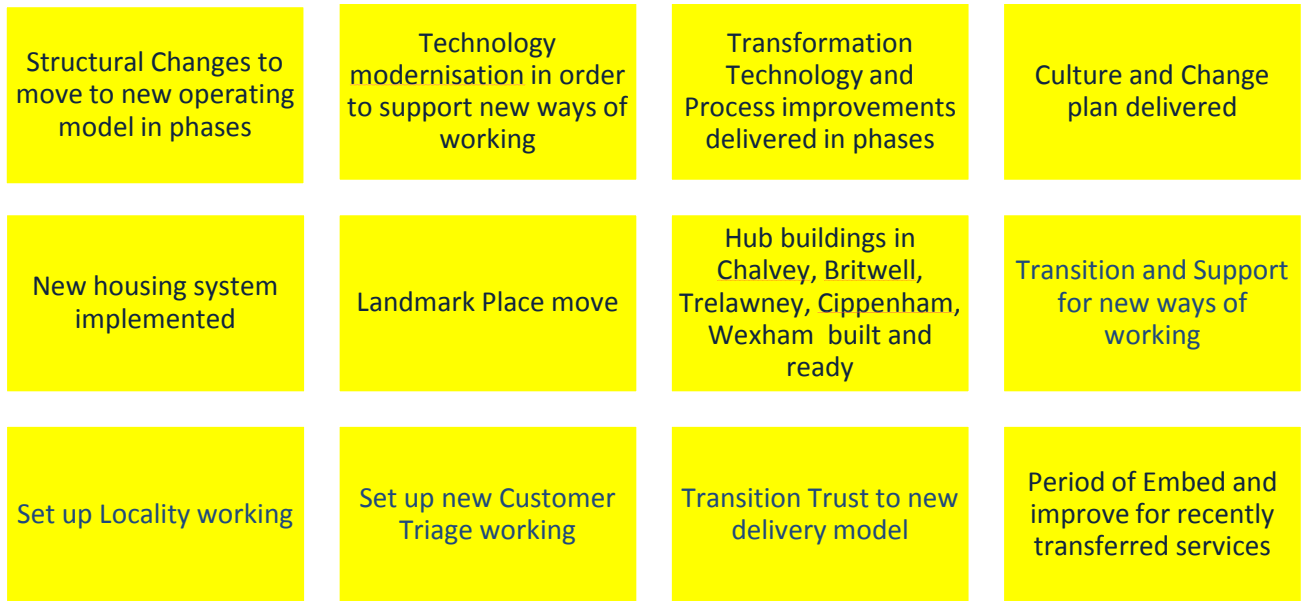 Structural Changes to
move to new operating
model in phases
Technology
modernisation in order
to support new ways of
working
Transformation
Technology and
Process improvements
delivered in phases
Culture and Change
plan delivered
New housing system
implemented
Landmark Place move
Hub buildings in
Chalvey, Britwell,
Trelawney, Cippenham,
Wexham  built and
ready
Transition and Support
for new ways of
working
Set up Locality working
Set up new Customer
Triage working
Transition Trust to new
delivery model
Period of Embed and
improve for recently
transferred services